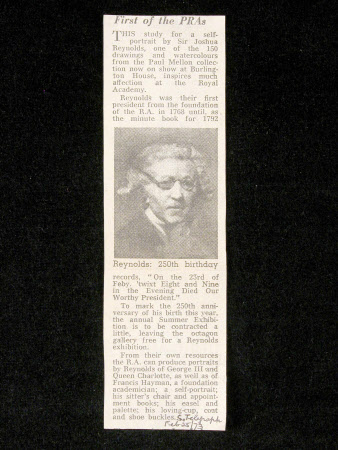 First of the PRAs
THIS study for a self-
portrait by Sir Joshua
Reynolds, one of the 150
drawings and watercolours
from the Paul Mellon collec-
tion now on show at Burling-
ton House, inspires much
affection at the Royal
Academy.
Reynolds was their first
president from the foundation
of the R.A. in 1768 until, as
the minute book for 1792
Reynolds: 250th birthday
records, "On the 23rd of
Feby. 'twixt Eight and Nine
in the Evening Died Our
Worthy President."
To mark the 250th anni-
versary of his birth this year,
the annual Summer Exhibi-
tion is to be contracted a
little, leaving the octagon
gallery free for a Reynolds
exhibition.
From their own resources
the R.A. can produce portraits
by Reynolds of George III and
Queen Charlotte, as well as of
Francis Hayman, a foundation
academician; a self-portrait;
his sitter's chair and appoint-
ment books; his easel and
palette; his loving-cup, coat
and shoe buckles.
S. Telegraph
Feb 25/73